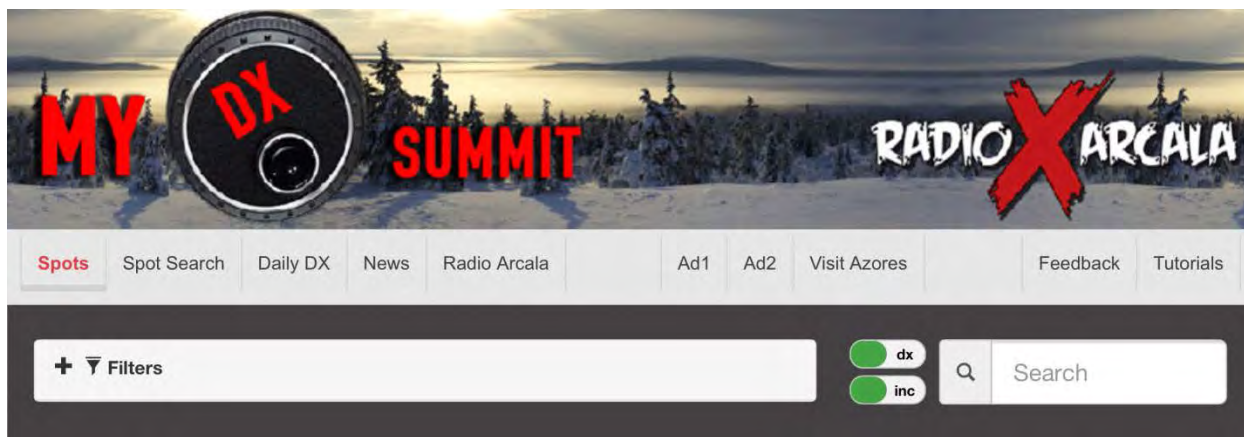 MY DX SUMMIT
RADIO X ARCALA
Spots Spot Search Daily DX News Radio Arcala Ad1 Ad2 Visit Azores Feedback Tutorials
Filters dx Search
inc